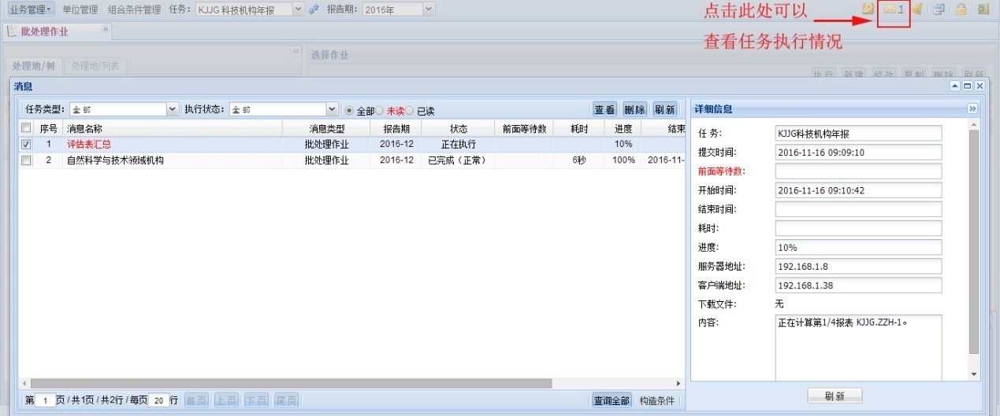 业务管理 单位管理 组合条件管理 任务： KJJG 科技机构年报 报告期： 2016年 1
点击此处可以
查看任务执行情况
批处理作业
处理地/树 处理地/列表 选择作业
执行 新建 修改 复制 删除 刷新
消息
任务类型： 全部 执行状态： 全部 全部 未读 已读 查看 删除 刷新
序号 消息名称 消息类型 报告期 状态 前面等待数 耗时 进度 结束
1 评估表汇总 批处理作业 2016-12 正在执行 10%
2 自然科学与技术领域机构 批处理作业 2016-12 已完成（正常） 6秒 100% 2016-11-
第 1 页/共1页/共2行/每页 20 行 首页 上页 下页 尾页 查询全部 构造条件
详细信息
任务： KJJG科技机构年报
提交时间： 2016-11-16 09:09:10
前面等待数：
开始时间： 2016-11-16 09:10:42
结束时间：
耗时：
进度： 10%
服务器地址： 192.168.1.8
客户端地址： 192.168.1.38
下载文件： 无
内容： 正在计算第1/4报表 KJJG.ZZH-1。
刷新